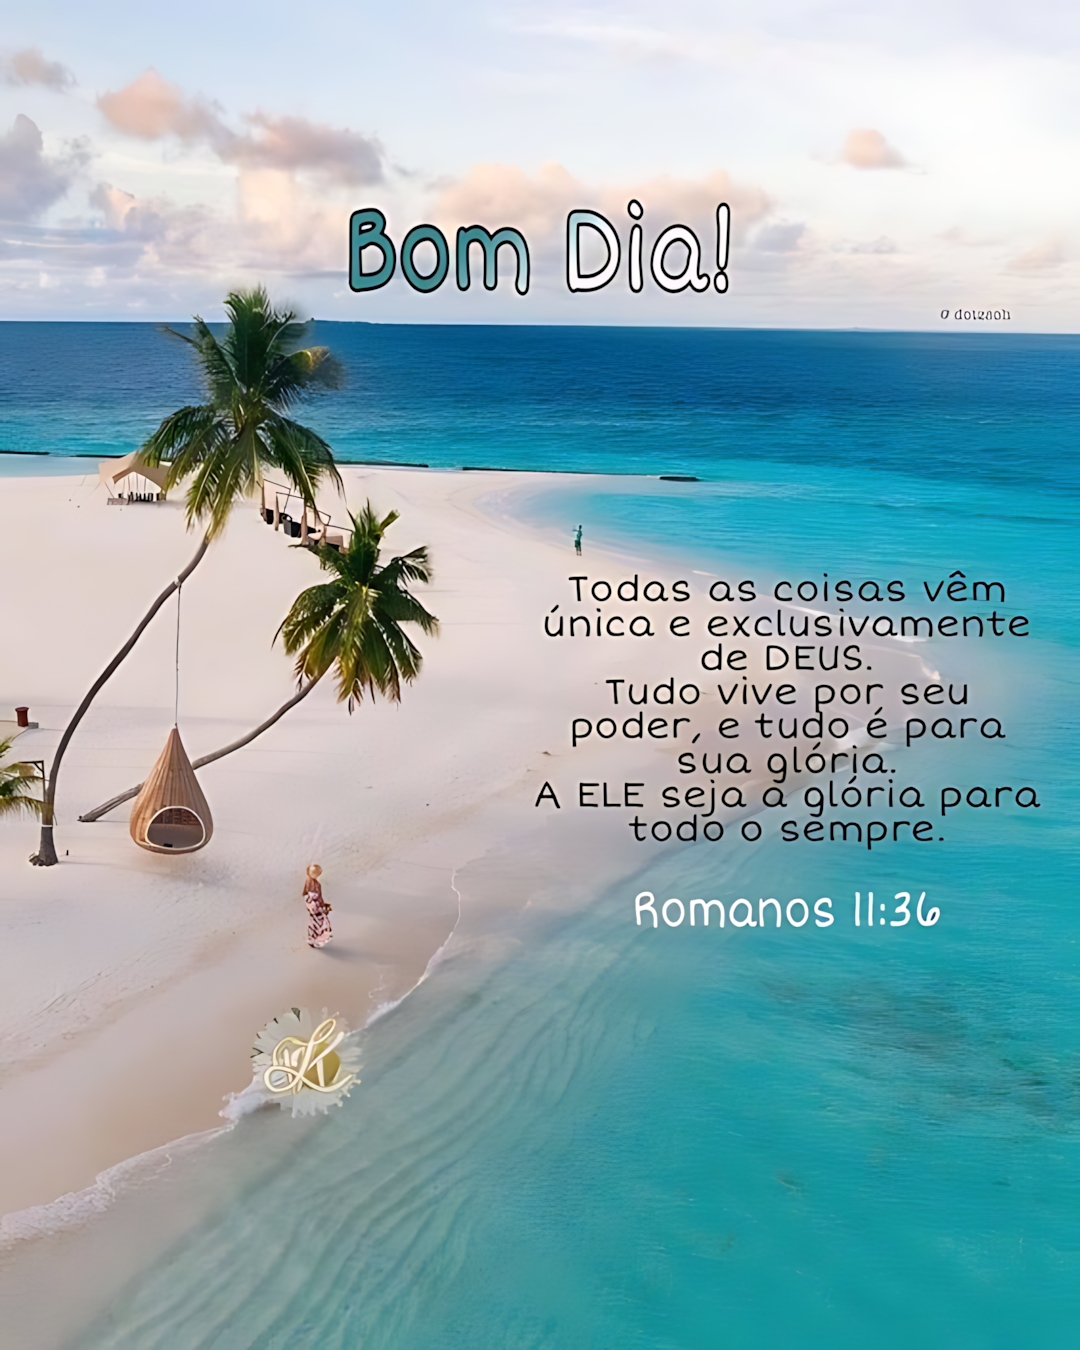 Bom Dia!
Todas as coisas vêm
única e exclusivamente
de DEUS.
Tudo vive por seu
poder, e tudo é para
sua glória.
A ELE seja a glória para
todo o sempre.
Romanos 11:36